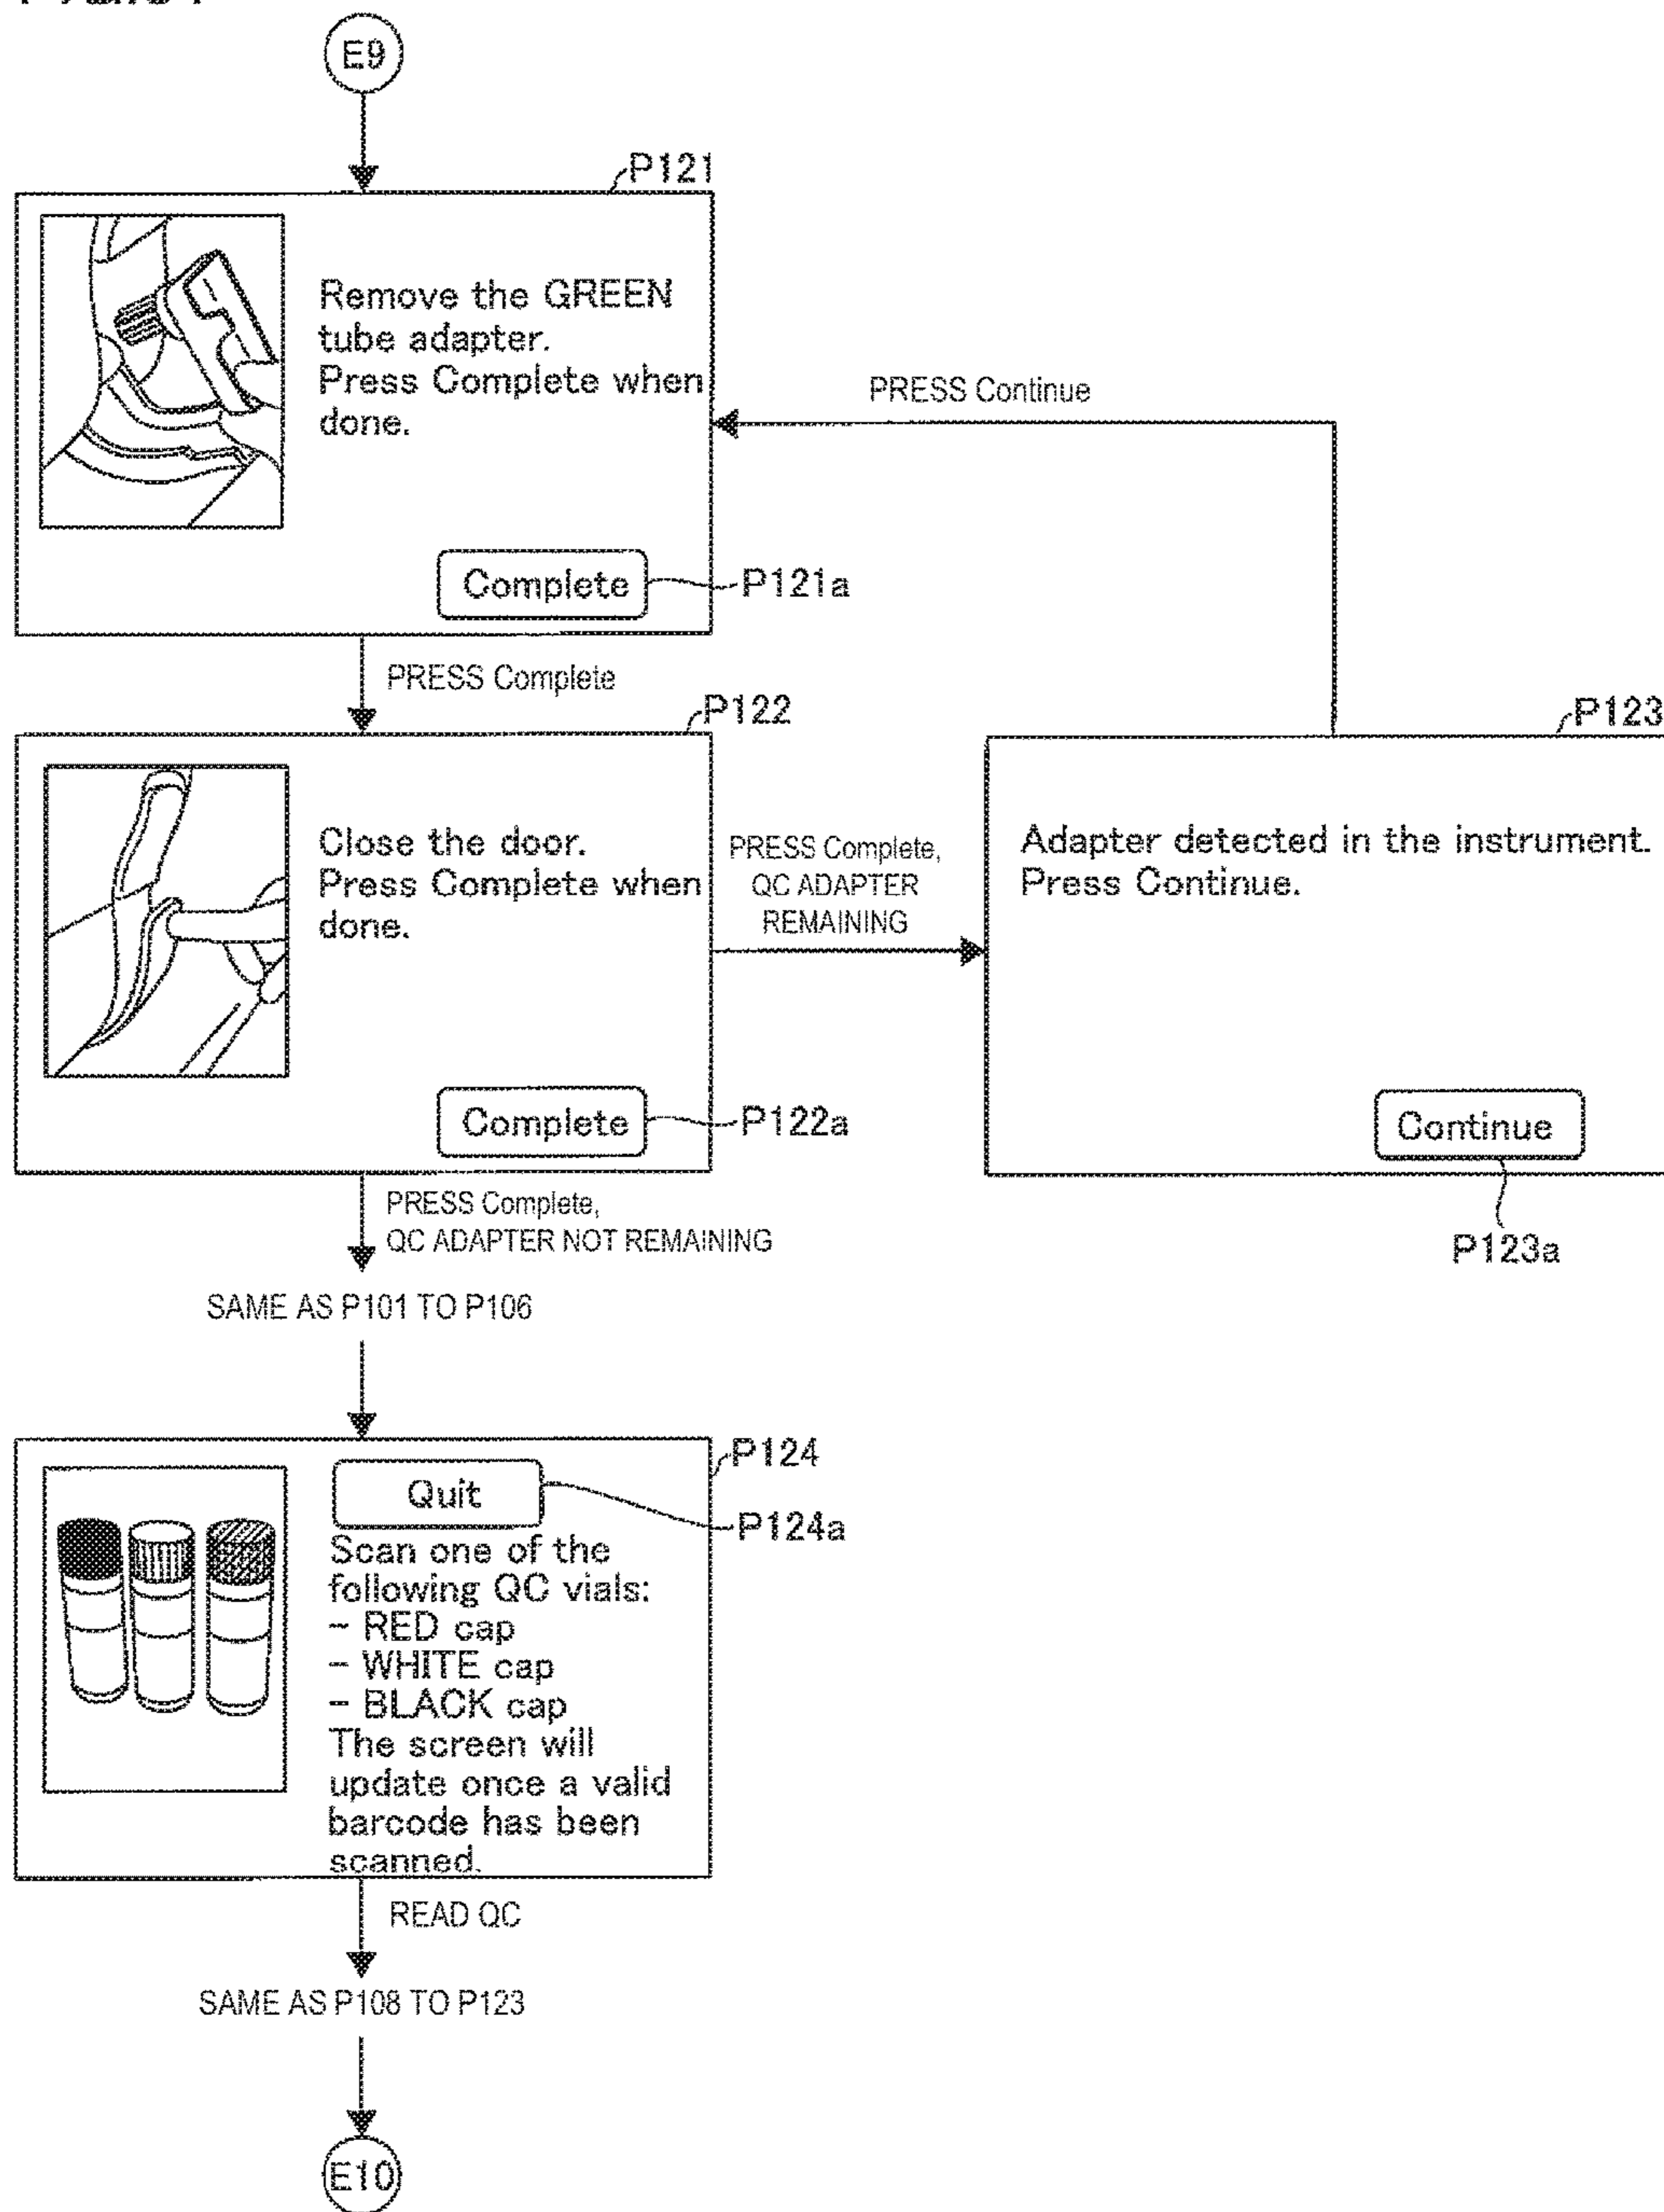 E9
P121
Remove the GREEN
tube adapter.
Press Complete when
done.
PRESS Continue
Complete
P121a
PRESS Complete
P122
P123
Close the door.
Press Complete when
done.
PRESS Complete,
QC ADAPTER
REMAINING
Adapter detected in the instrument.
Press Continue.
Complete
P122a
Continue
P123a
PRESS Complete,
QC ADAPTER NOT REMAINING
SAME AS P101 TO P106
P124
Quit
P124a
Scan one of the
following QC vials:
- RED cap
- WHITE cap
- BLACK cap
The screen will
update once a valid
barcode has been
scanned.
READ QC
SAME AS P108 TO P123
E10